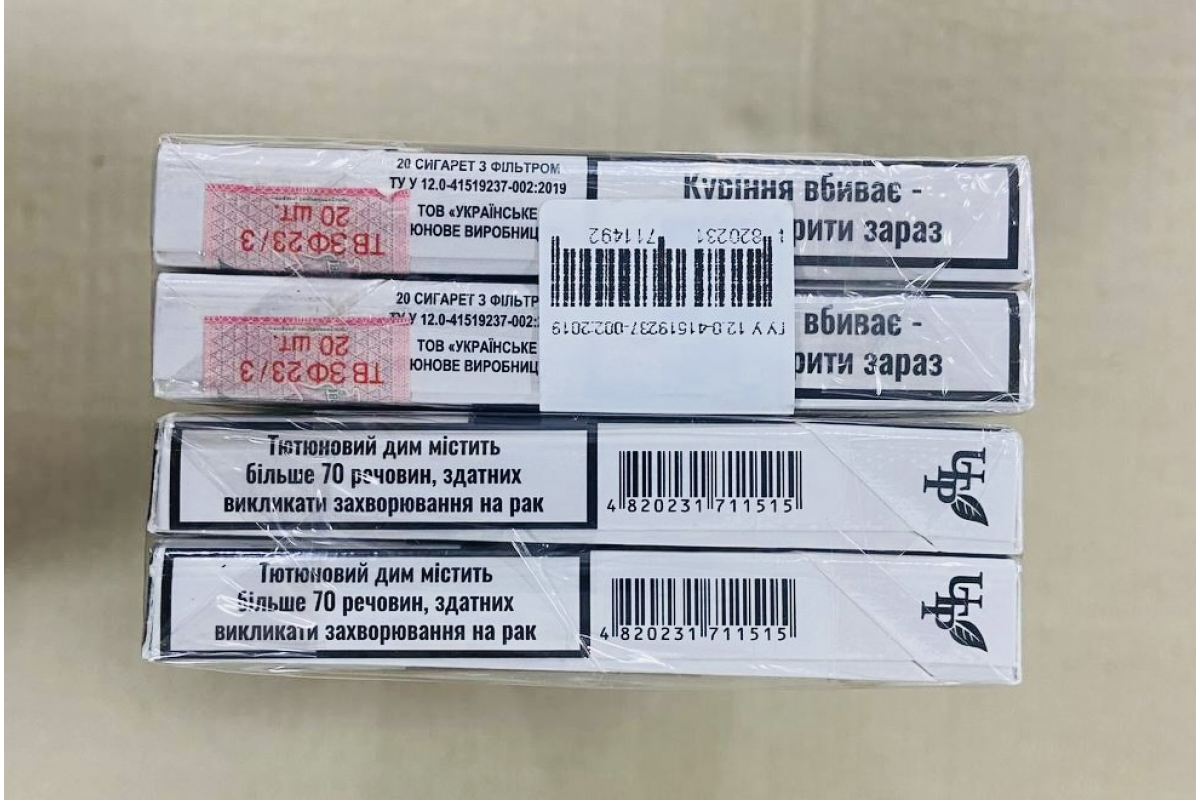 20 СИГАРЕТ З ФІЛЬТРОМ
ТУ У 12.0-41519237-002:2019
ТОВ «УКРАЇНСЬКЕ
ЮНОВЕ ВИРОБНИЦ
20 шт.
ТВ ЗФ 23/3
Куріння вбиває -
рити зараз
820231 711492
ТУ У 12.0-41519237-002:2019
20 СИГАРЕТ З ФІЛЬТР
ТУ У 12.0-41519237-002:
ТОВ «УКРАЇНСЬКЕ
ЮНОВЕ ВИРОБНИЦ
20 шт.
ТВ ЗФ 23/3
вбиває -
рити зараз
Тютюновий дим містить
більше 70 речовин, здатних
викликати захворювання на рак
4 820231 711515
Тютюновий дим містить
більше 70 речовин, здатних
викликати захворювання на рак
4 820231 711515